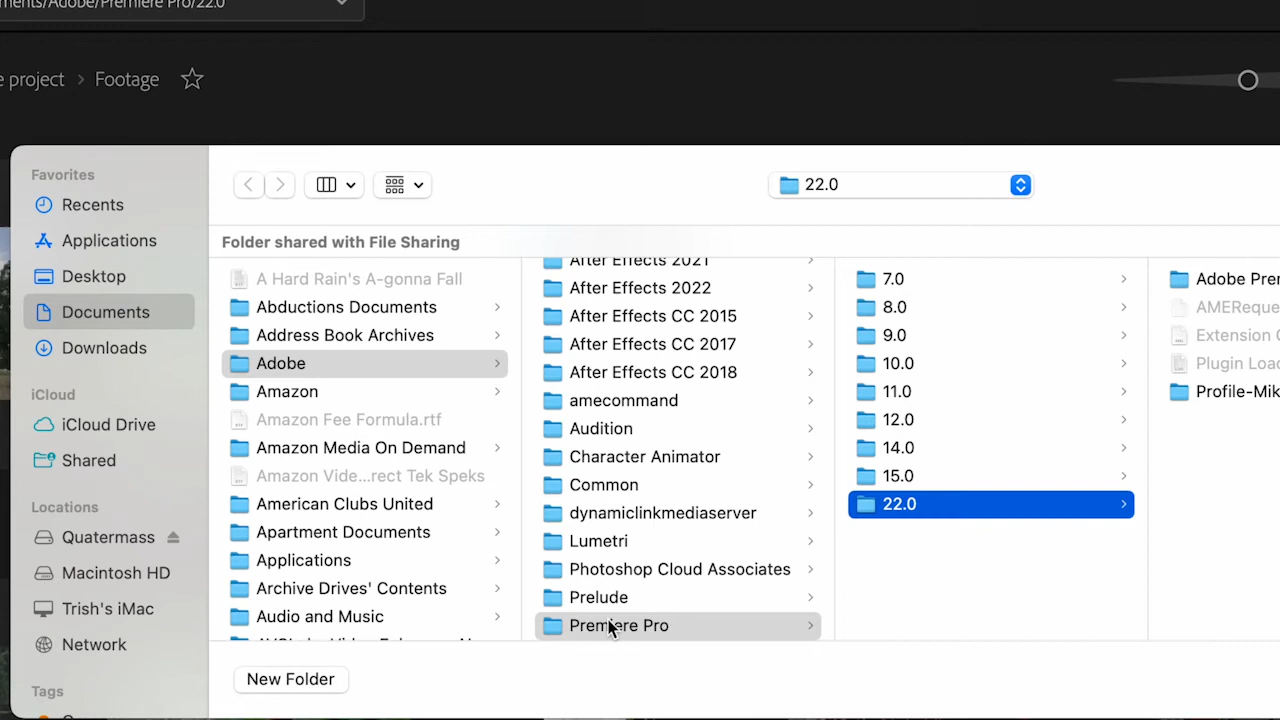 ments/Adobe/Premiere Pro/22.0
e project > Footage
Favorites
Recents
Applications
Desktop
Documents
Downloads
iCloud
iCloud Drive
Shared
Locations
Quatermass
Macintosh HD
Trish's iMac
Network
Tags
22.0
Folder shared with File Sharing
A Hard Rain's A-gonna Fall
Abductions Documents
Address Book Archives
Adobe
Amazon
Amazon Fee Formula.rtf
Amazon Media On Demand
Amazon Vide...rect Tek Speks
American Clubs United
Apartment Documents
Applications
Archive Drives' Contents
Audio and Music
After Effects 2021
After Effects 2022
After Effects CC 2015
After Effects CC 2017
After Effects CC 2018
amecommand
Audition
Character Animator
Common
dynamiclinkmediaserver
Lumetri
Photoshop Cloud Associates
Prelude
Premiere Pro
7.0
8.0
9.0
10.0
11.0
12.0
14.0
15.0
22.0
Adobe Prem
AMEReque
Extension
Plugin Loa
Profile-Mik
New Folder